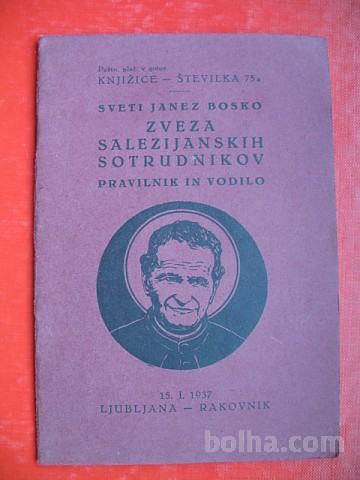 Poštn. plač. v gotov.
KNJIŽICE — ŠTEVILKA 75a
SVETI JANEZ BOSKO
ZVEZA
SALEZIJANSKIH
SOTRUDNIKOV
PRAVILNIK IN VODILO
15. I. 1937
LJUBLJANA — RAKOVNIK
bolha.com